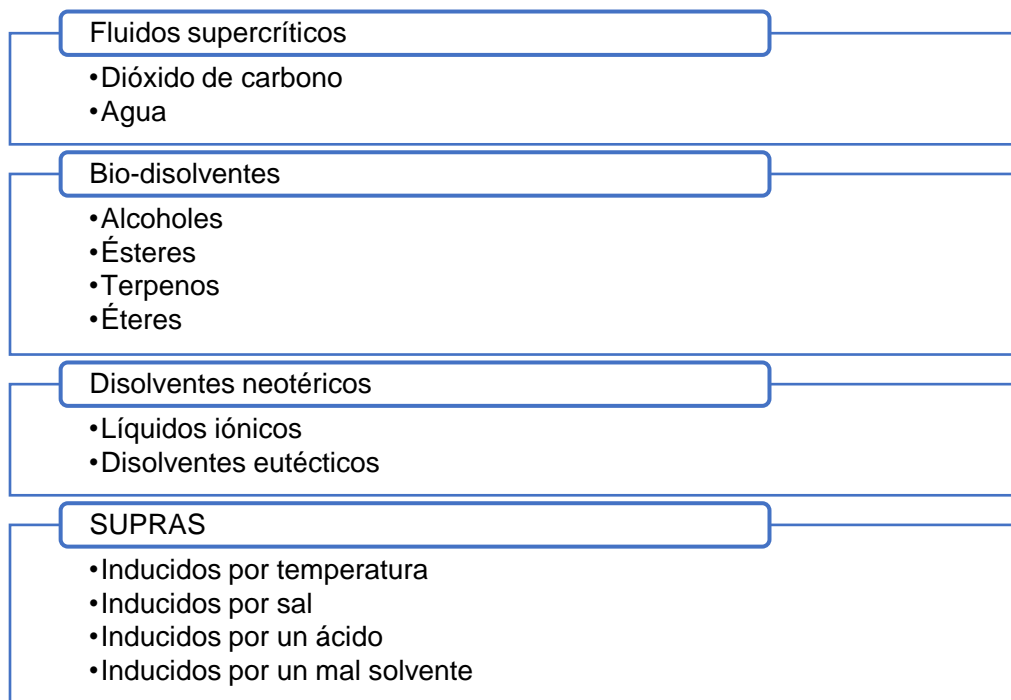 Fluidos supercríticos
•Dióxido de carbono
•Agua
Bio-disolventes
•Alcoholes
•Ésteres
•Terpenos
•Éteres
Disolventes neotéricos
•Líquidos iónicos
•Disolventes eutécticos
SUPRAS
•Inducidos por temperatura
•Inducidos por sal
•Inducidos por un ácido
•Inducidos por un mal solvente